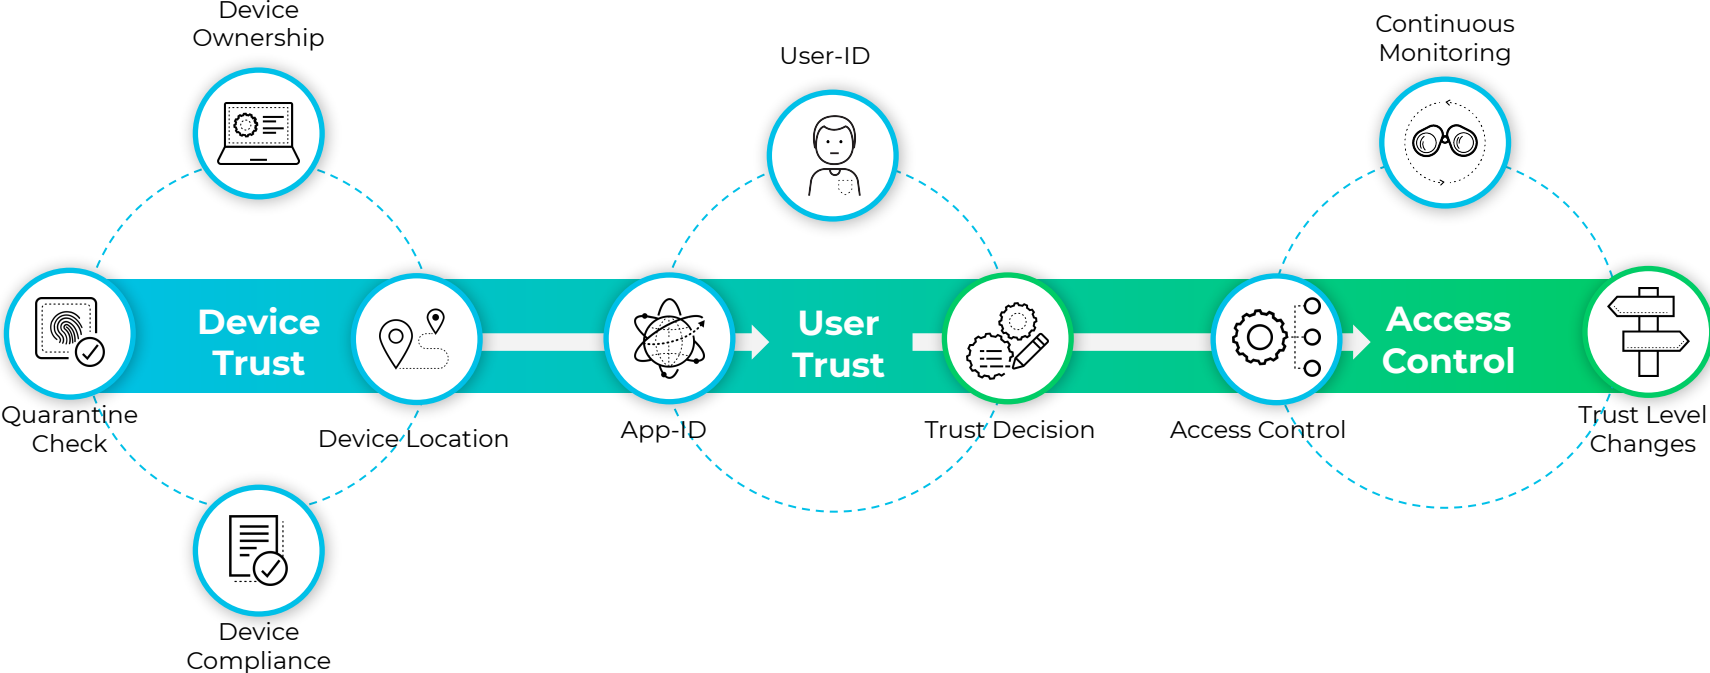 Device
Ownership
User-ID
Continuous
Monitoring
Device
Trust
User
Trust
Access
Control
Quarantine
Check
Device Location
App-ID
Trust Decision
Access Control
Trust Level
Changes
Device
Compliance